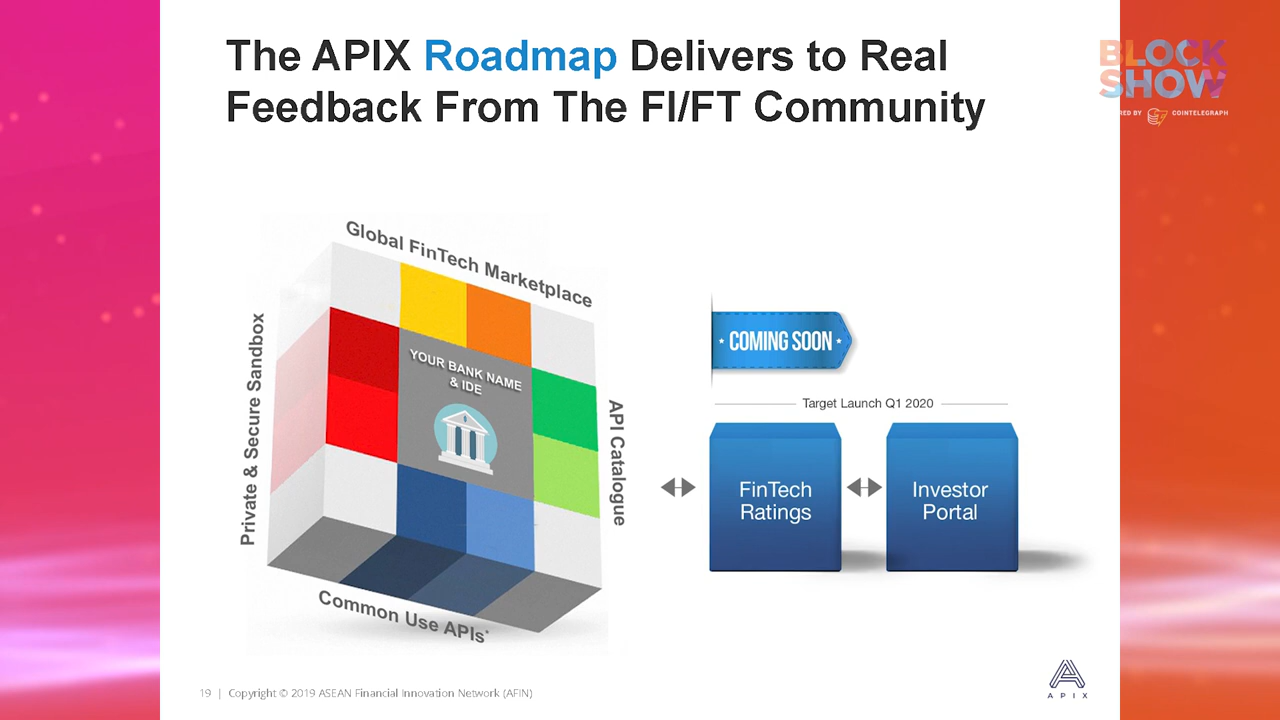 The APIX Roadmap Delivers to Real
Feedback From The FI/FT Community
BLOCK
SHOW
RED BY
COINTELEGRAPH
Global FinTech Marketplace
Private & Secure Sandbox
YOUR BANK NAME
& IDE
API Catalogue
Common Use APIs*
COMING SOON
Target Launch Q1 2020
FinTech
Ratings
Investor
Portal
19 | Copyright © 2019 ASEAN Financial Innovation Network (AFIN)
APIX